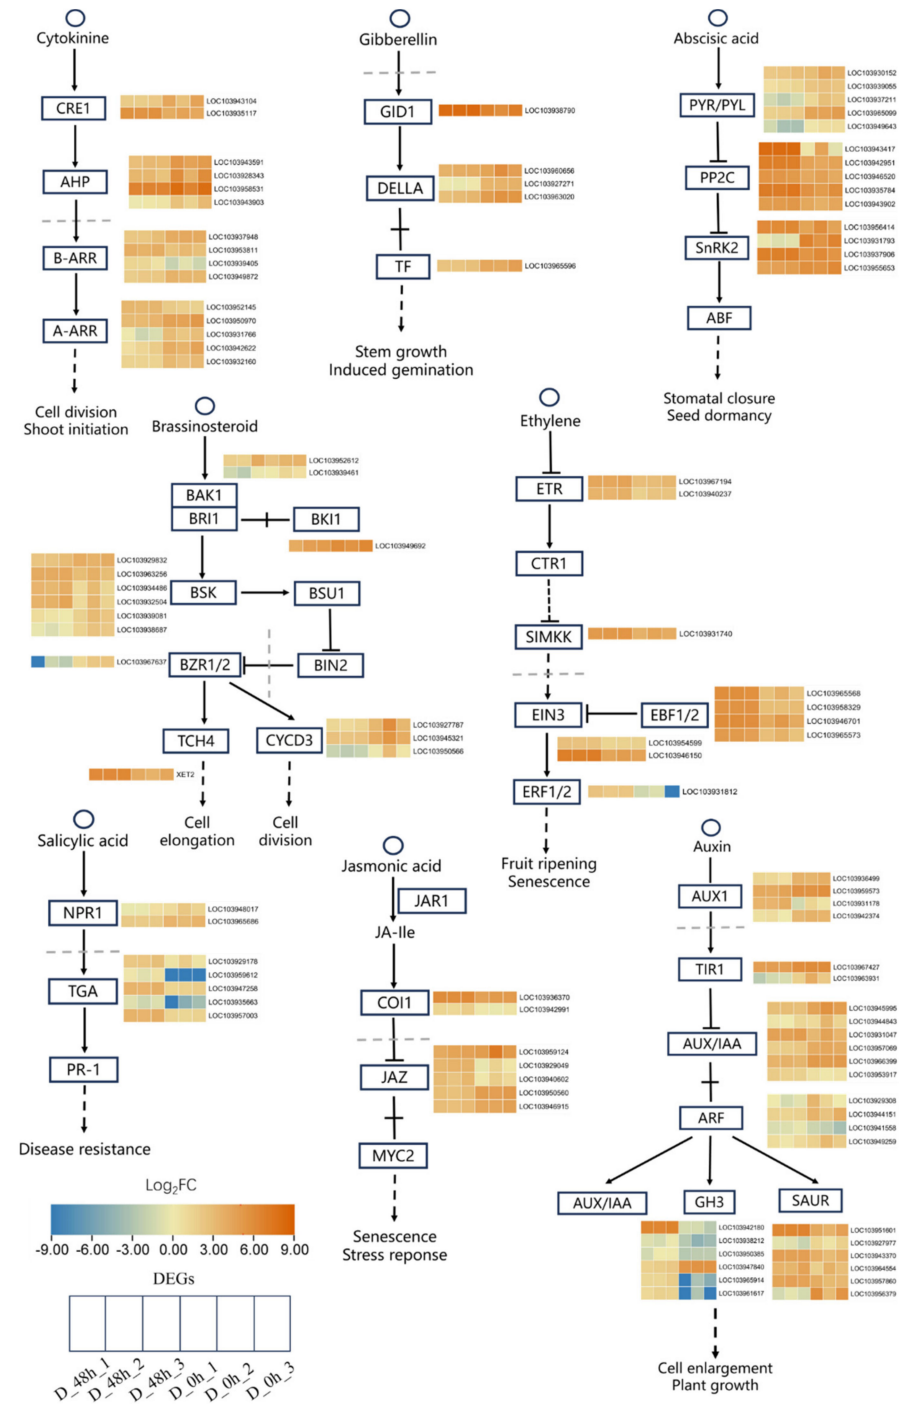 Cytokinine
CRE1
LOC103943104
LOC103935117
AHP
LOC103943591
LOC103928343
LOC103958531
LOC103943903
B-ARR
LOC103937948
LOC103953811
LOC103939405
LOC103949872
A-ARR
LOC103952145
LOC103950970
LOC103931766
LOC103942622
LOC103932160
Cell division
Shoot initiation
Gibberellin
GID1
LOC103938790
DELLA
LOC103960656
LOC103927271
LOC103963020
TF
LOC103965596
Stem growth
Induced gemination
Abscisic acid
PYR/PYL
LOC103930152
LOC103939055
LOC103937211
LOC103965099
LOC103949643
PP2C
LOC103943417
LOC103942951
LOC103946520
LOC103935784
LOC103943902
SnRK2
LOC103956414
LOC103931793
LOC103937906
LOC103955653
ABF
Stomatal closure
Seed dormancy
Brassinosteroid
LOC103952612
LOC103939461
BAK1
BRI1
BKI1
LOC103949692
LOC103929832
LOC103963256
LOC103934486
LOC103932504
LOC103939081
LOC103938687
BSK
BSU1
LOC103967637
BZR1/2
BIN2
TCH4
CYCD3
LOC103927787
LOC103945321
LOC103950566
XET2
Cell
elongation
Cell
division
Ethylene
ETR
LOC103967194
LOC103940237
CTR1
SIMKK
LOC103931740
EIN3
EBF1/2
LOC103965568
LOC103958329
LOC103946701
LOC103965573
LOC103954599
LOC103946150
ERF1/2
LOC103931812
Fruit ripening
Senescence
Salicylic acid
NPR1
LOC103948017
LOC103965686
TGA
LOC103929178
LOC103959612
LOC103947258
LOC103935663
LOC103957003
PR-1
Disease resistance
Jasmonic acid
JAR1
JA-Ile
COI1
LOC103936370
LOC103942991
JAZ
LOC103959124
LOC103929049
LOC103940602
LOC103950560
LOC103946915
MYC2
Senescence
Stress reponse
Auxin
AUX1
LOC103936499
LOC103959573
LOC103931178
LOC103942374
TIR1
LOC103967427
LOC103963931
AUX/IAA
LOC103945995
LOC103944843
LOC103931047
LOC103957069
LOC103966399
LOC103953917
ARF
LOC103929308
LOC103944151
LOC103941558
LOC103949259
AUX/IAA
GH3
SAUR
LOC103942180
LOC103938212
LOC103950385
LOC103947840
LOC103965914
LOC103961617
LOC103951601
LOC103927977
LOC103943370
LOC103964584
LOC103957860
LOC103956379
Cell enlargement
Plant growth
Log2FC
-9.00 -6.00 -3.00 0.00 3.00 6.00 9.00
DEGs
D_48h_1 D_48h_2 D_48h_3 D_0h_1 D_0h_2 D_0h_3